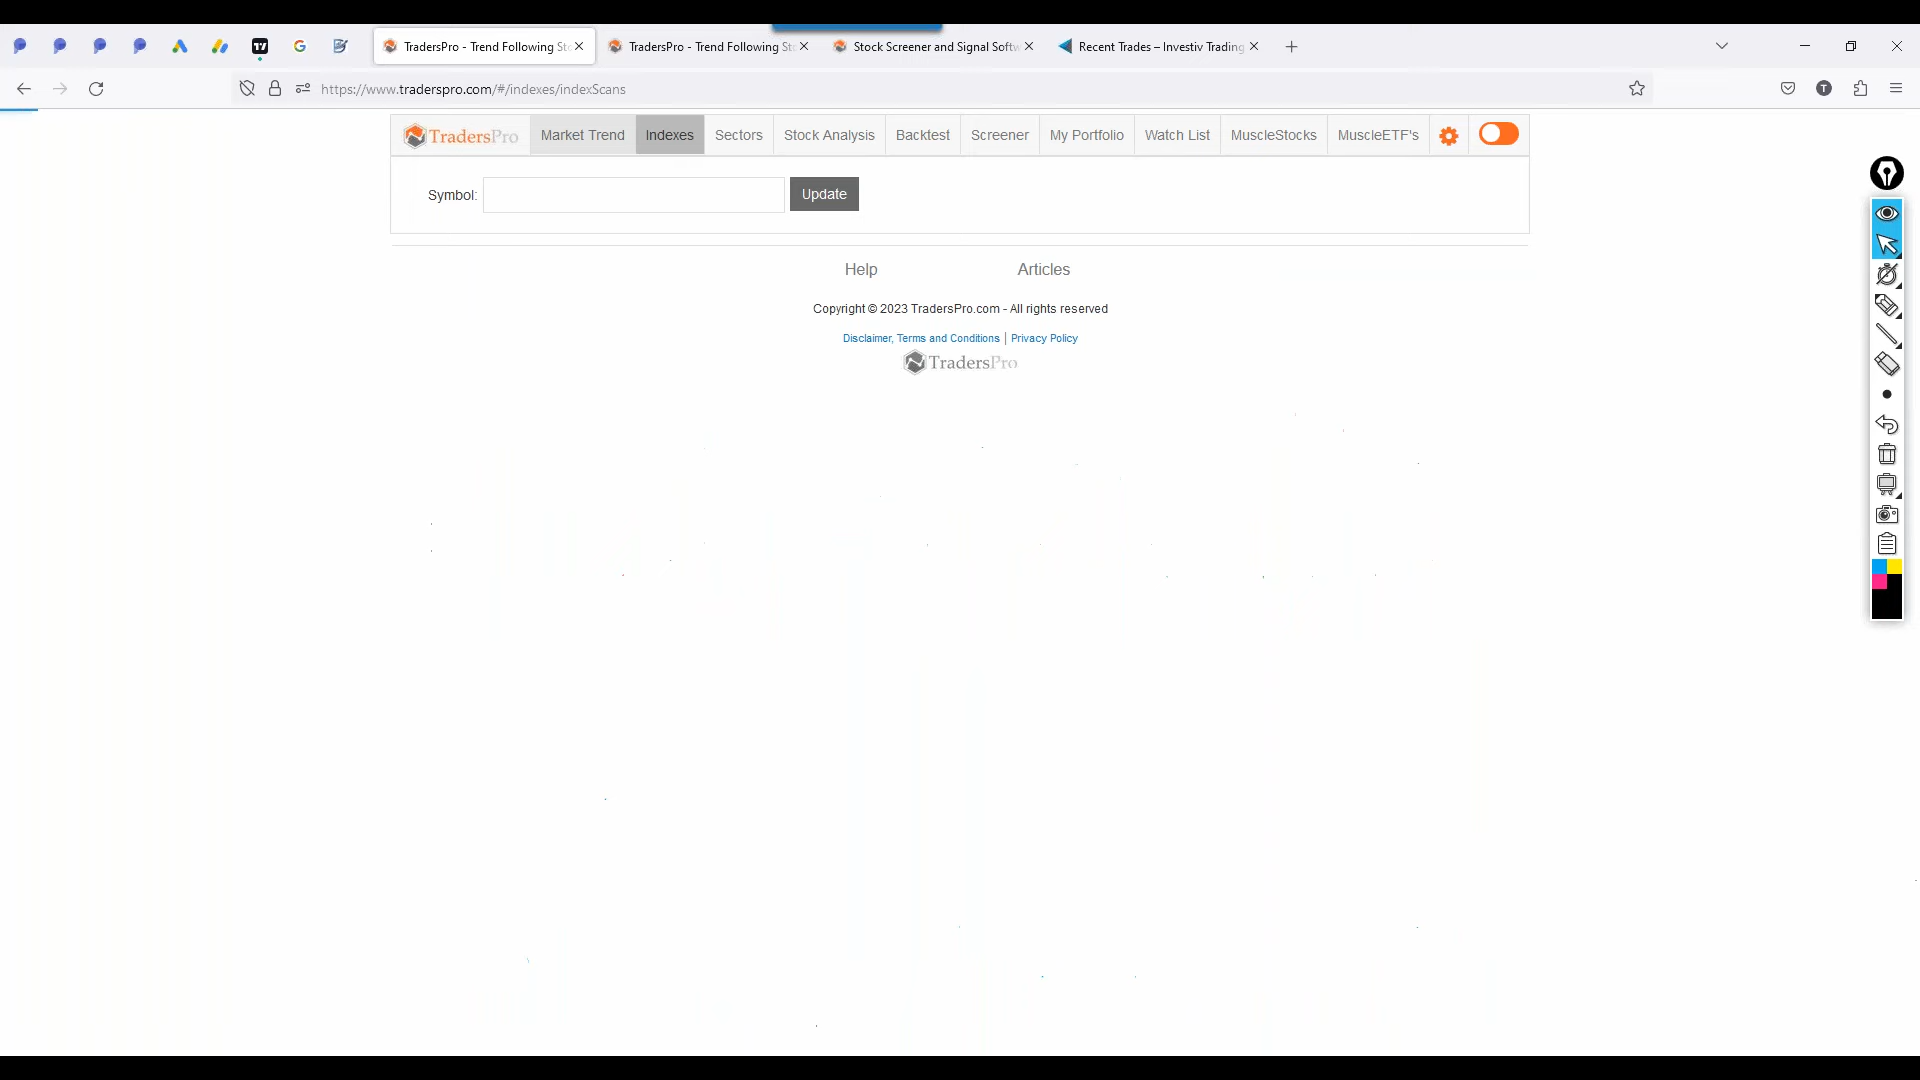 TradersPro - Trend Following Sto
TradersPro - Trend Following Sto
Stock Screener and Signal Softw
Recent Trades – Investiv Trading
https://www.traderspro.com/#/indexes/indexScans
TradersPro
Market Trend
Indexes
Sectors
Stock Analysis
Backtest
Screener
My Portfolio
Watch List
MuscleStocks
MuscleETF's
Symbol:
Update
Help
Articles
Copyright © 2023 TradersPro.com - All rights reserved
Disclaimer, Terms and Conditions | Privacy Policy
TradersPro